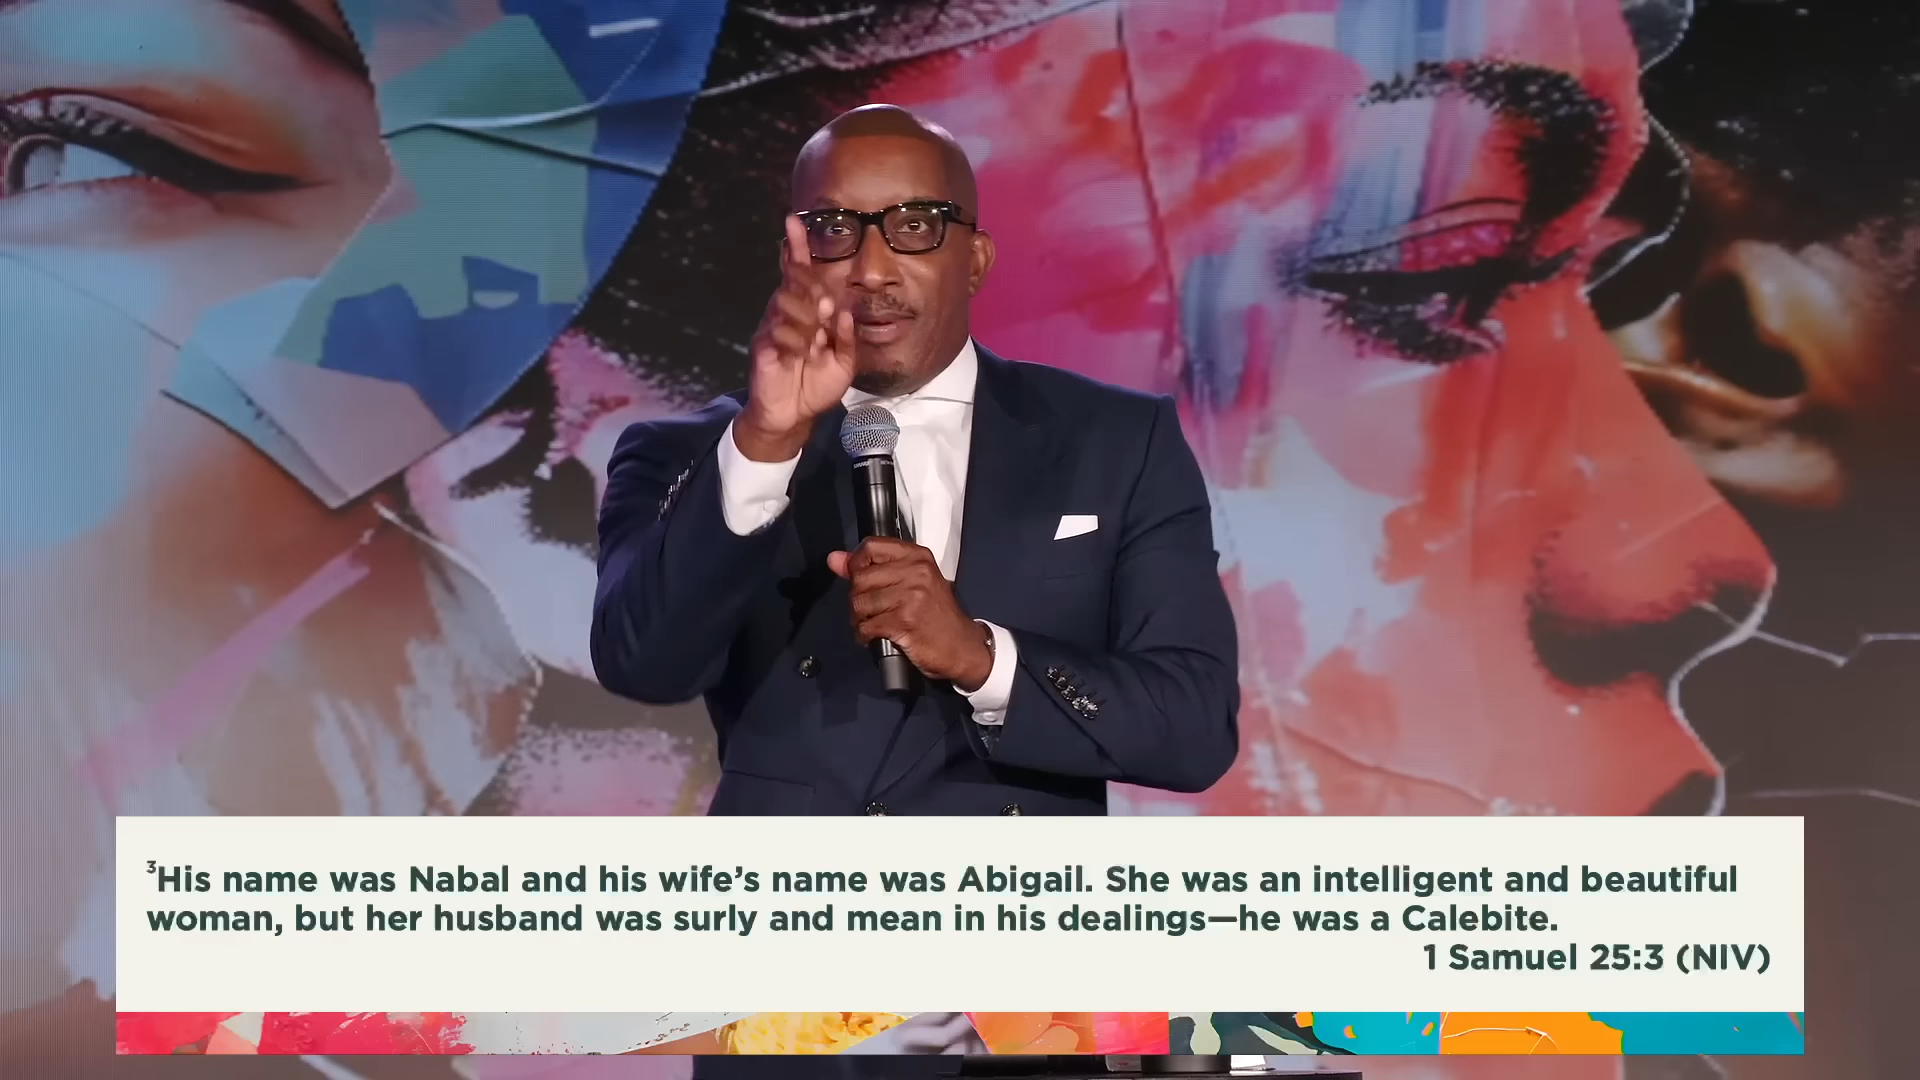 ³His name was Nabal and his wife’s name was Abigail. She was an intelligent and beautiful
woman, but her husband was surly and mean in his dealings—he was a Calebite.
1 Samuel 25:3 (NIV)